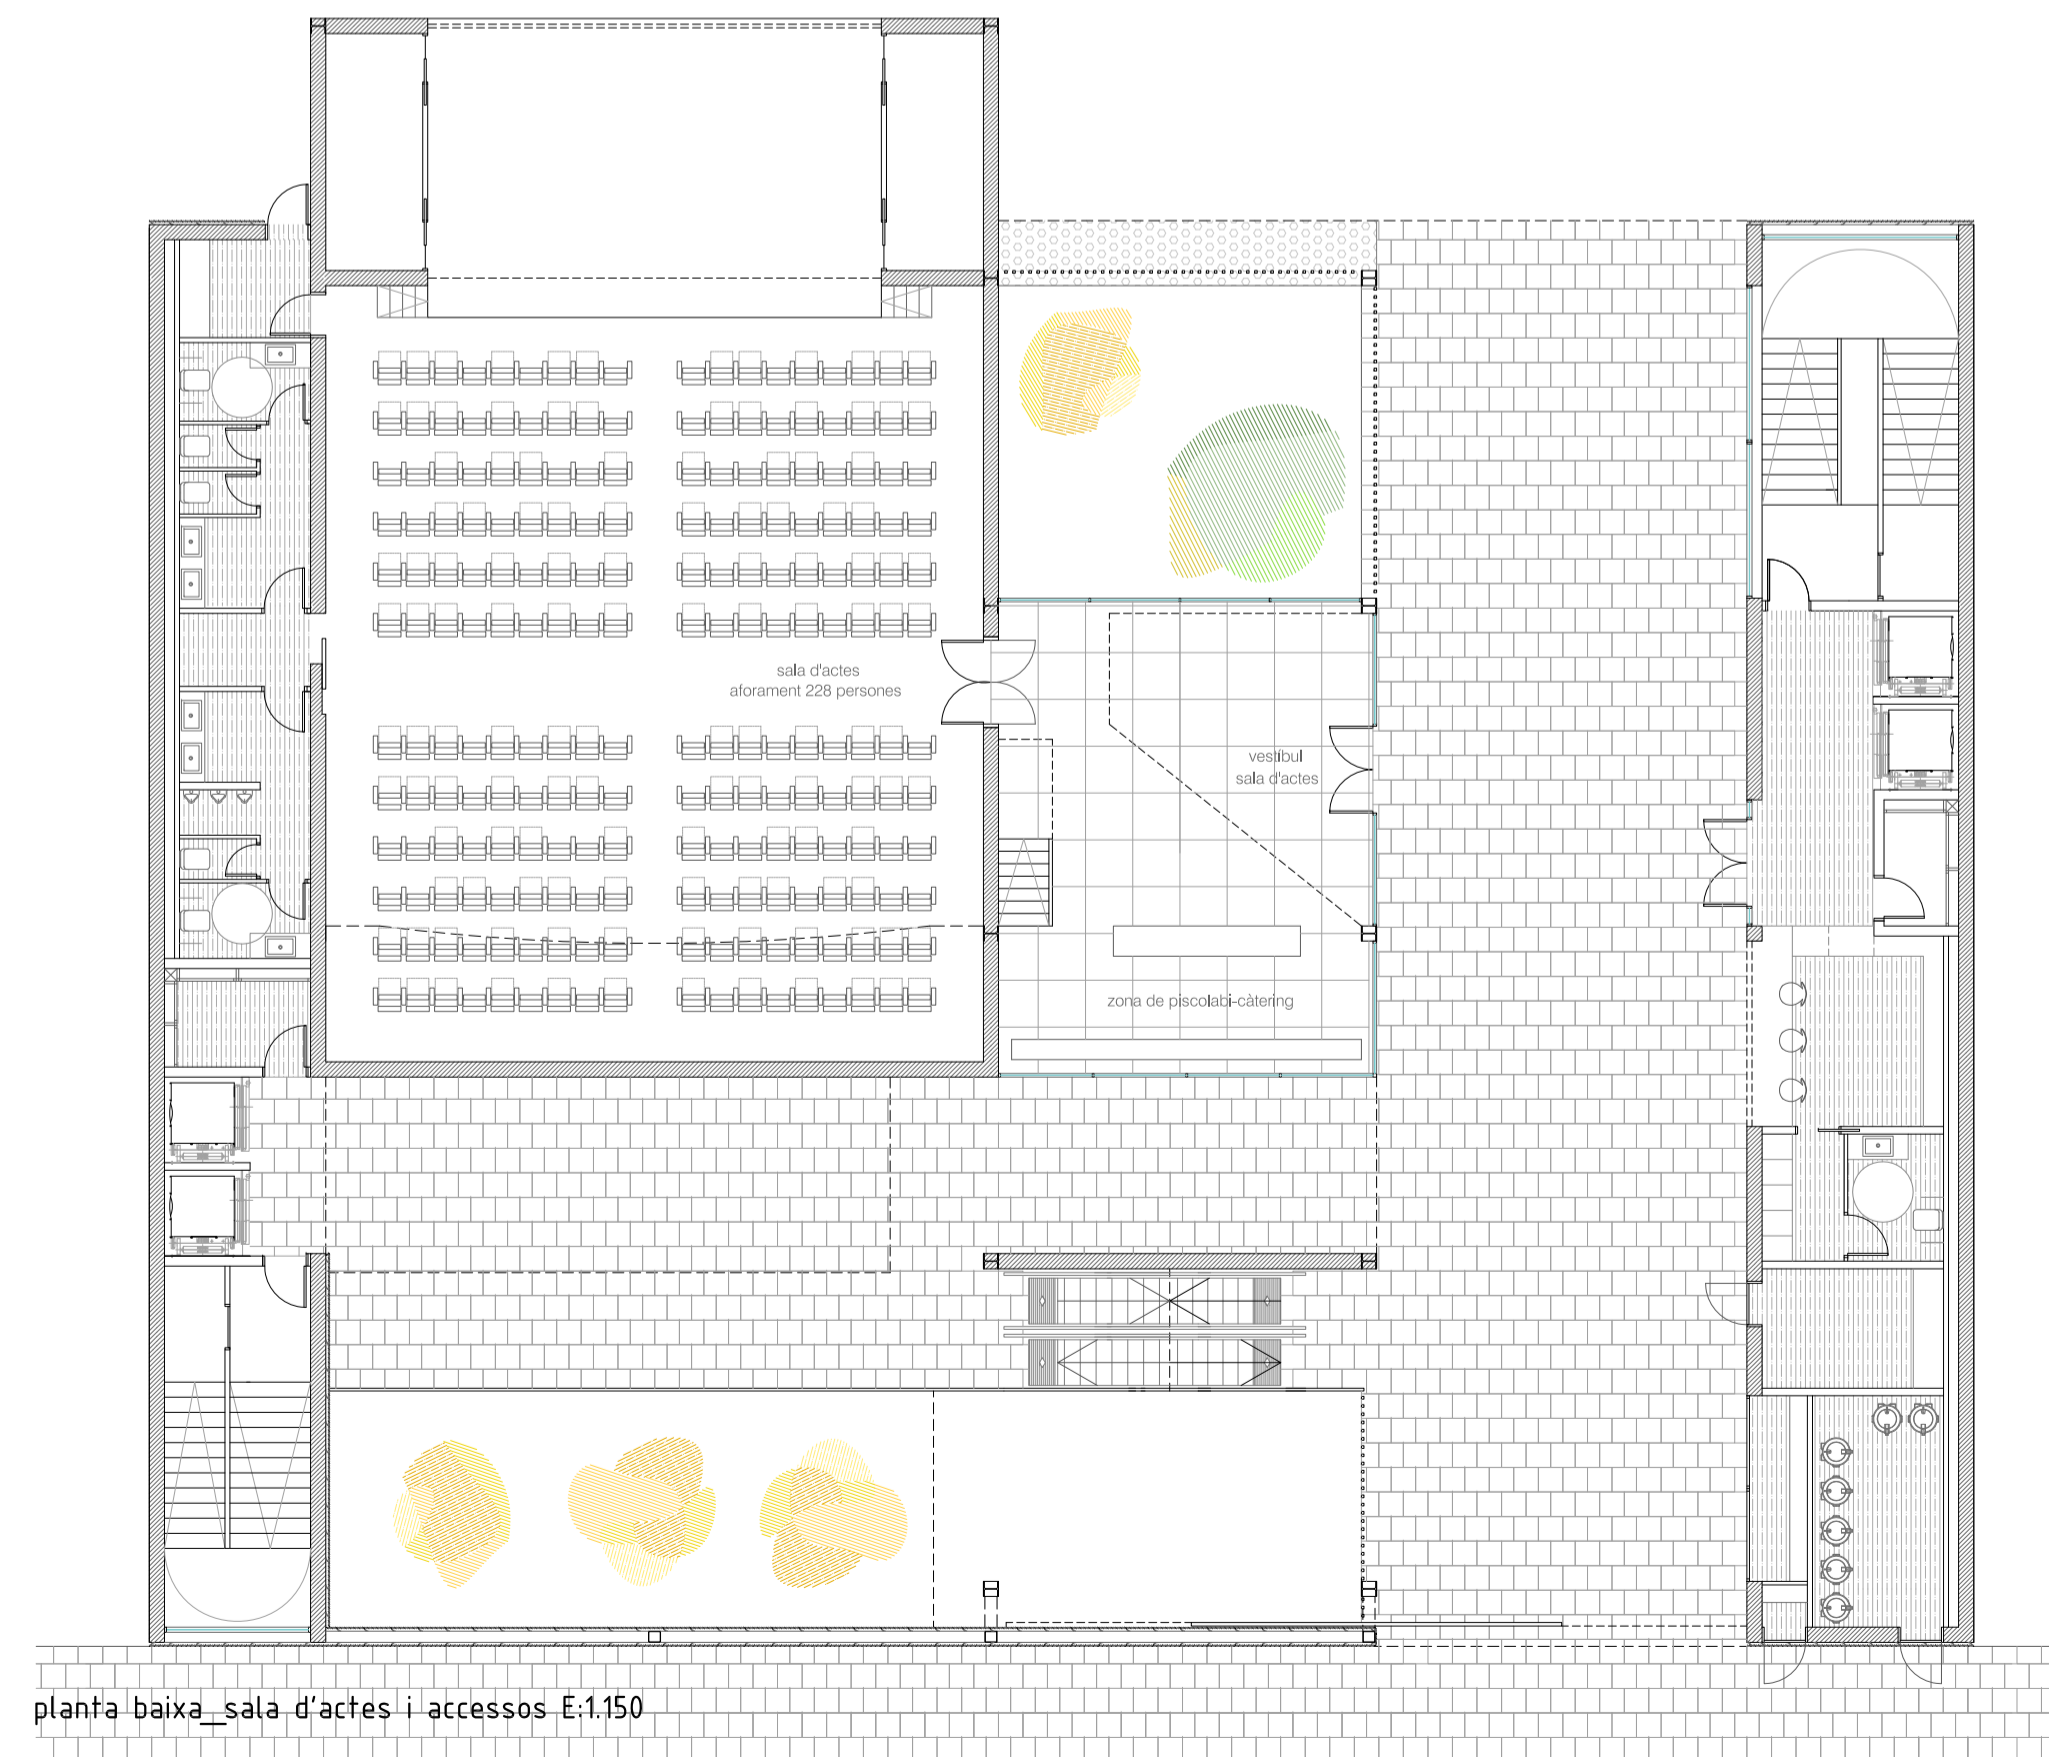 sala d'actes
aforament 228 persones
vestíbul
sala d'actes
zona de piscolabi-càtering
planta baixa_sala d'actes i accessos E:1.150